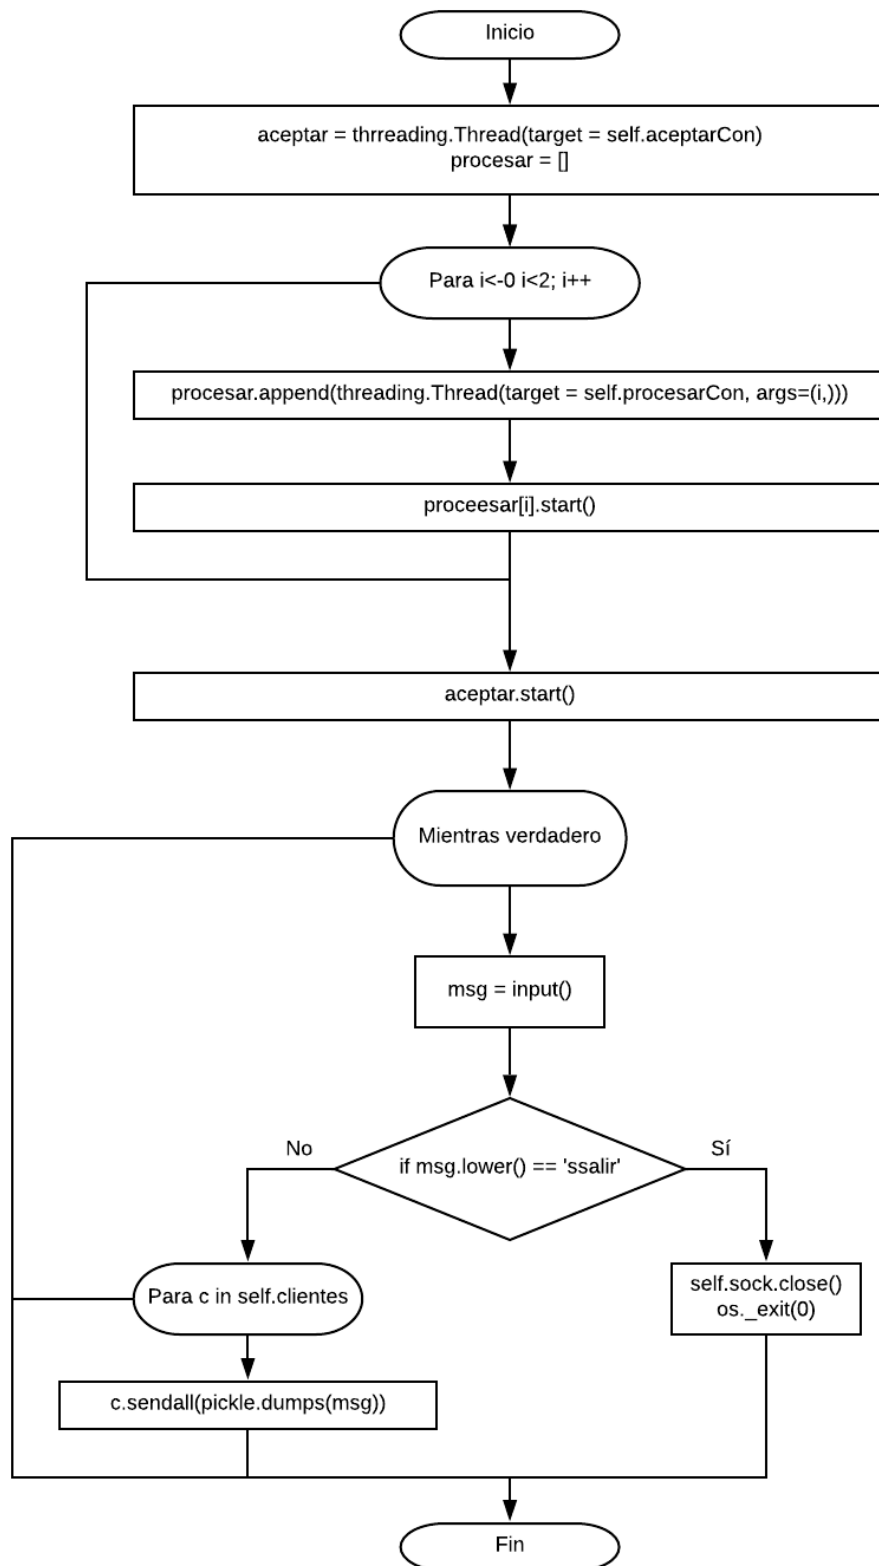 Inicio
aceptar = thrreading.Thread(target = self.aceptarCon)
procesar = []
Para i<-0 i<2; i++
procesar.append(threading.Thread(target = self.procesarCon, args=(i,)))
proceesar[i].start()
aceptar.start()
Mientras verdadero
msg = input()
if msg.lower() == 'ssalir'
No
Sí
Para c in self.clientes
self.sock.close()
os._exit(0)
c.sendall(pickle.dumps(msg))
Fin